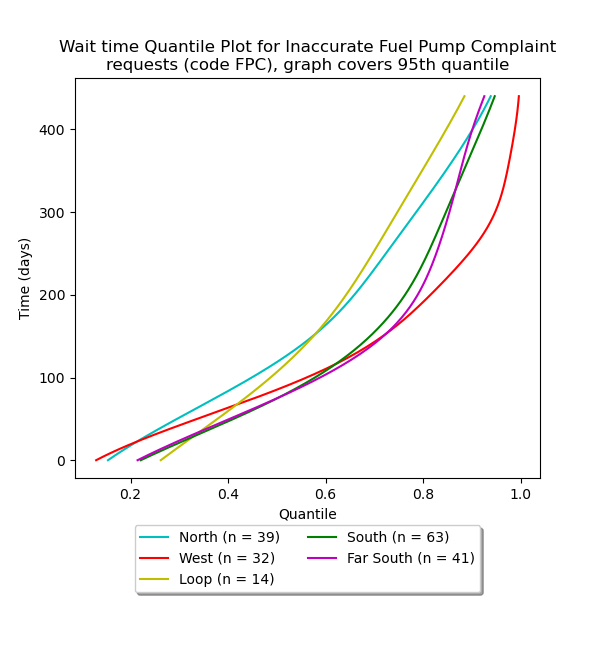 Wait time Quantile Plot for Inaccurate Fuel Pump Complaint
requests (code FPC), graph covers 95th quantile
Time (days)
400
300
200
100
0
0.2 0.4 0.6 0.8 1.0
Quantile
North (n = 39) South (n = 63)
West (n = 32) Far South (n = 41)
Loop (n = 14)